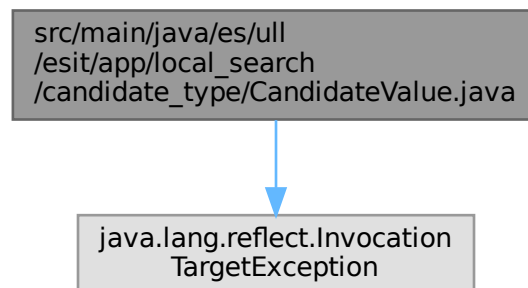 src/main/java/es/ull
/esit/app/local_search
/candidate_type/CandidateValue.java
java.lang.reflect.Invocation
TargetException